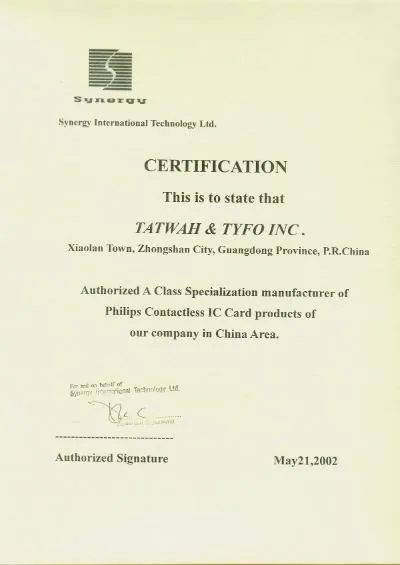 Synergy
Synergy International Technology Ltd.
CERTIFICATION
This is to state that
TATWAH & TYFO INC .
Xiaolan Town, Zhongshan City, Guangdong Province, P.R.China
Authorized A Class Specialization manufacturer of
Philips Contactless IC Card products of
our company in China Area.
For and on behalf of
Synergy International Technology Ltd.
Authorized Signature
May21,2002